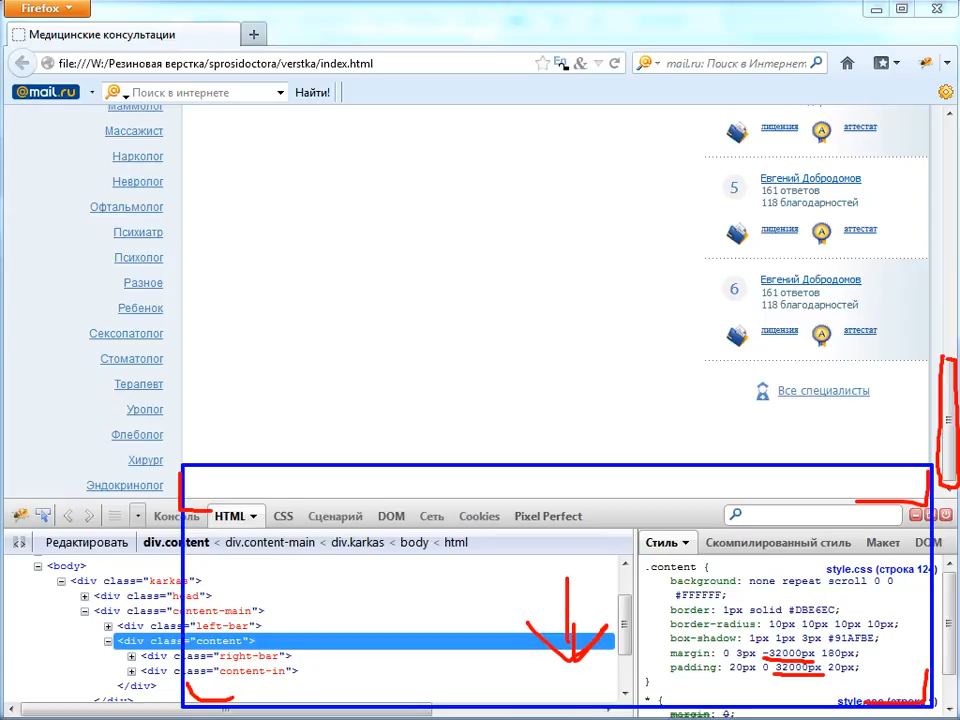 Firefox
Медицинские консультации
file:///W:/Резиновая верстка/sprosidoctora/verstka/index.html
mail.ru: Поиск в Интернет
@mail.ru
Поиск в интернете
Найти!
Маммолог
Массажист
Нарколог
Невролог
Офтальмолог
Психиатр
Психолог
Разное
Ребенок
Сексопатолог
Стоматолог
Терапевт
Уролог
Флеболог
Хирург
Эндокринолог
лицензия
аттестат
5
Евгений Добродомов
161 ответов
118 благодарностей
лицензия
аттестат
6
Евгений Добродомов
161 ответов
118 благодарностей
лицензия
аттестат
Все специалисты
Консоль HTML CSS Сценарий DOM Сеть Cookies Pixel Perfect
Редактировать div.content < div.content-main < div.karkas < body < html
<body>
<div class="karkas">
<div class="head">
<div class="content-main">
<div class="left-bar">
<div class="content">
<div class="right-bar">
<div class="content-in">
</div>
</div>
Стиль Скомпилированный стиль Макет DOM
.content {
style.css (строка 124)
background: none repeat scroll 0 0
#FFFFFF;
border: 1px solid #DBE6EC;
border-radius: 10px 10px 10px 10px;
box-shadow: 1px 1px 3px #91AFBE;
margin: 0 3px -32000px 180px;
padding: 20px 0 32000px 20px;
}
* {
margin: 0;